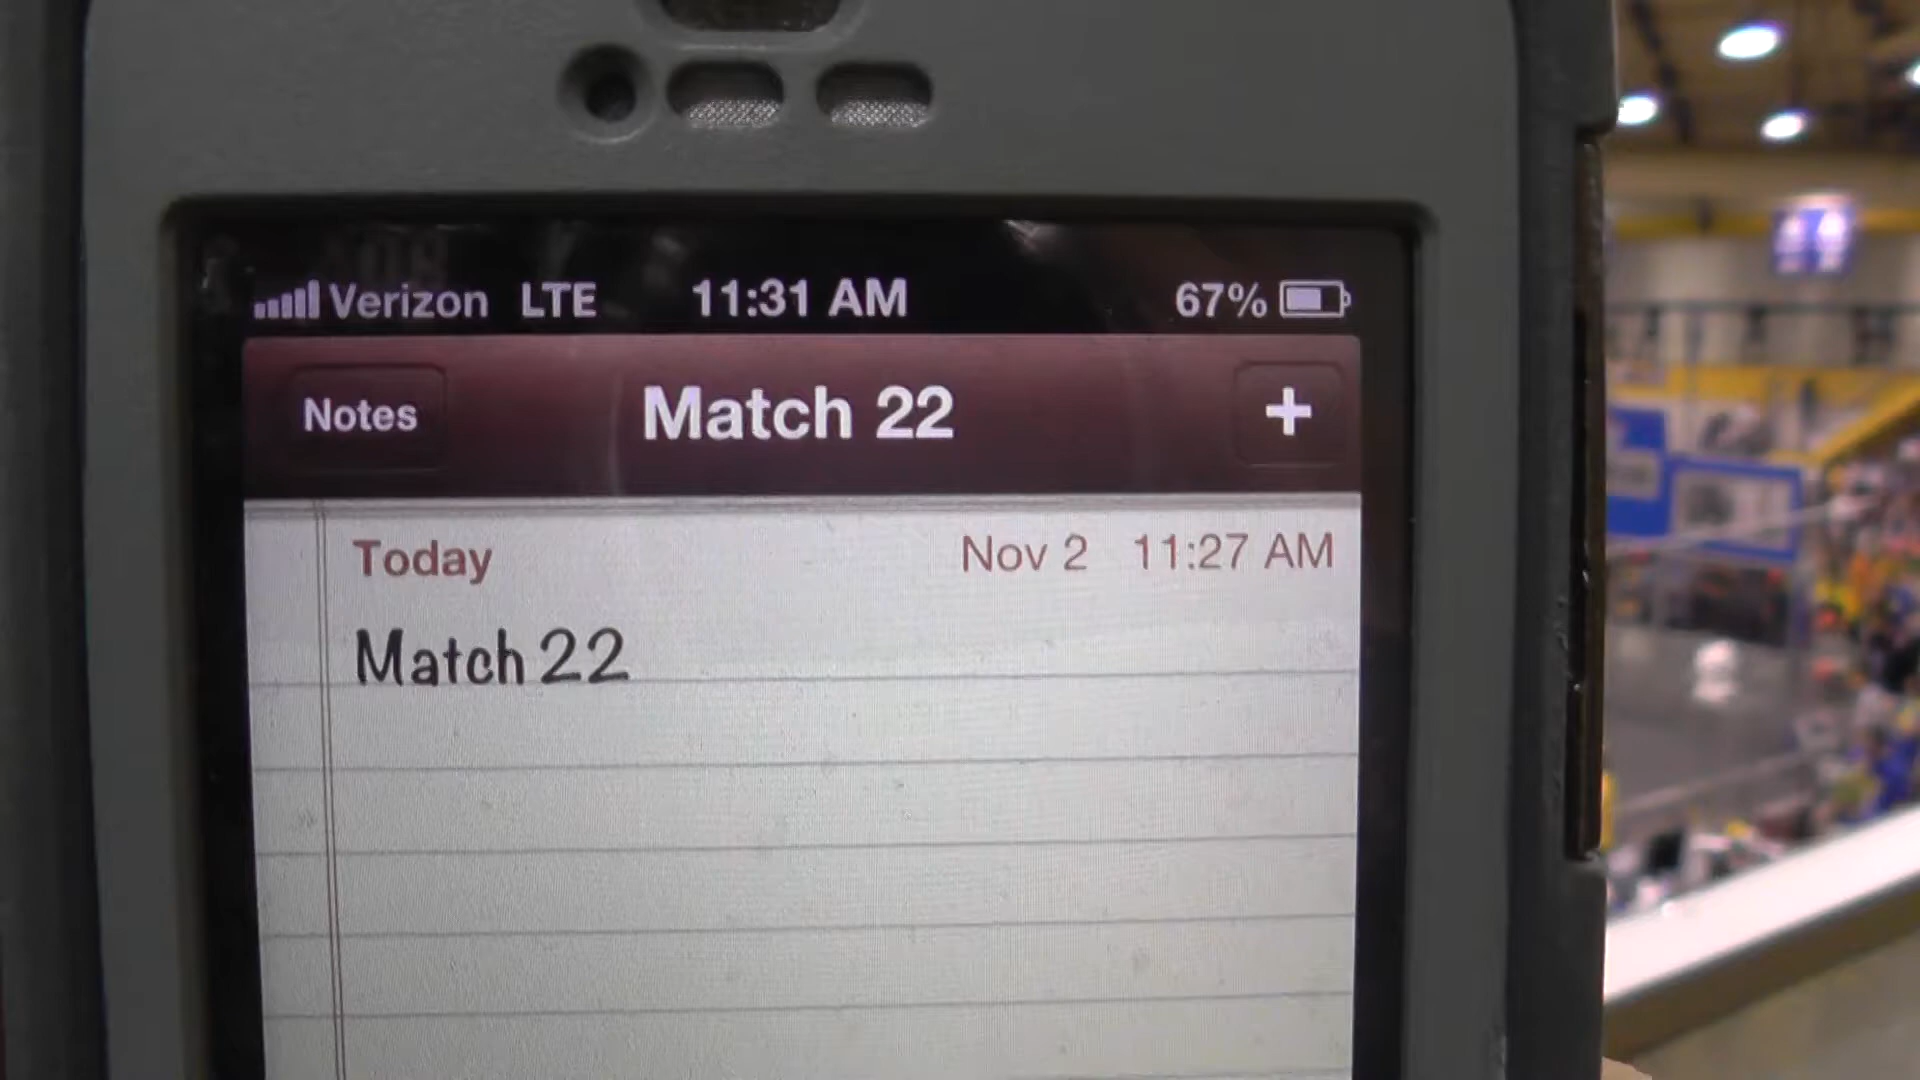 Verizon LTE 11:31 AM 67%
Notes Match 22 +
Today Nov 2 11:27 AM
Match 22